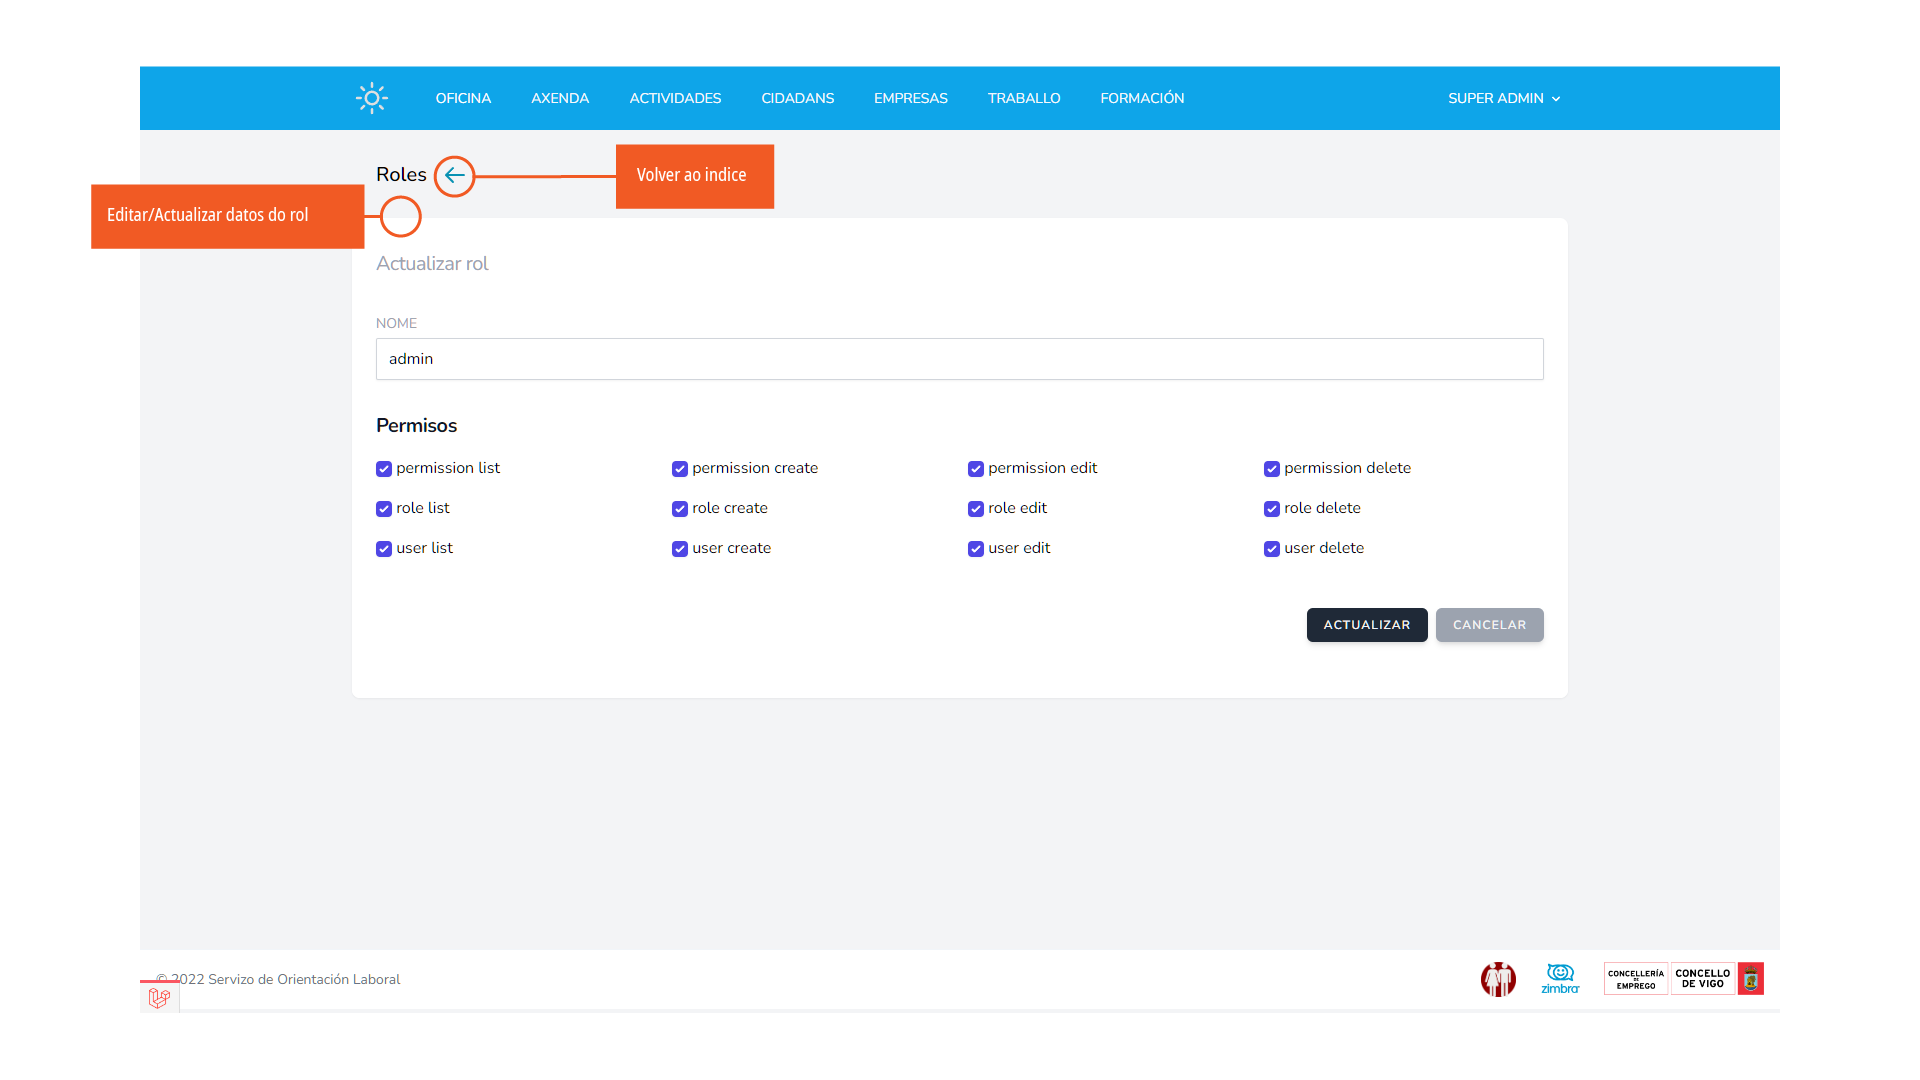 OFICINA AXENDA ACTIVIDADES CIDADANS EMPRESAS TRABALLO FORMACIÓN SUPER ADMIN
Roles
Volver ao indice
Editar/Actualizar datos do rol
Actualizar rol
NOME
admin
Permisos
permission list permission create permission edit permission delete
role list role create role edit role delete
user list user create user edit user delete
ACTUALIZAR CANCELAR
© 2022 Servizo de Orientación Laboral
zimbra
CONCELLERÍA
DE
EMPREGO
CONCELLO
DE VIGO